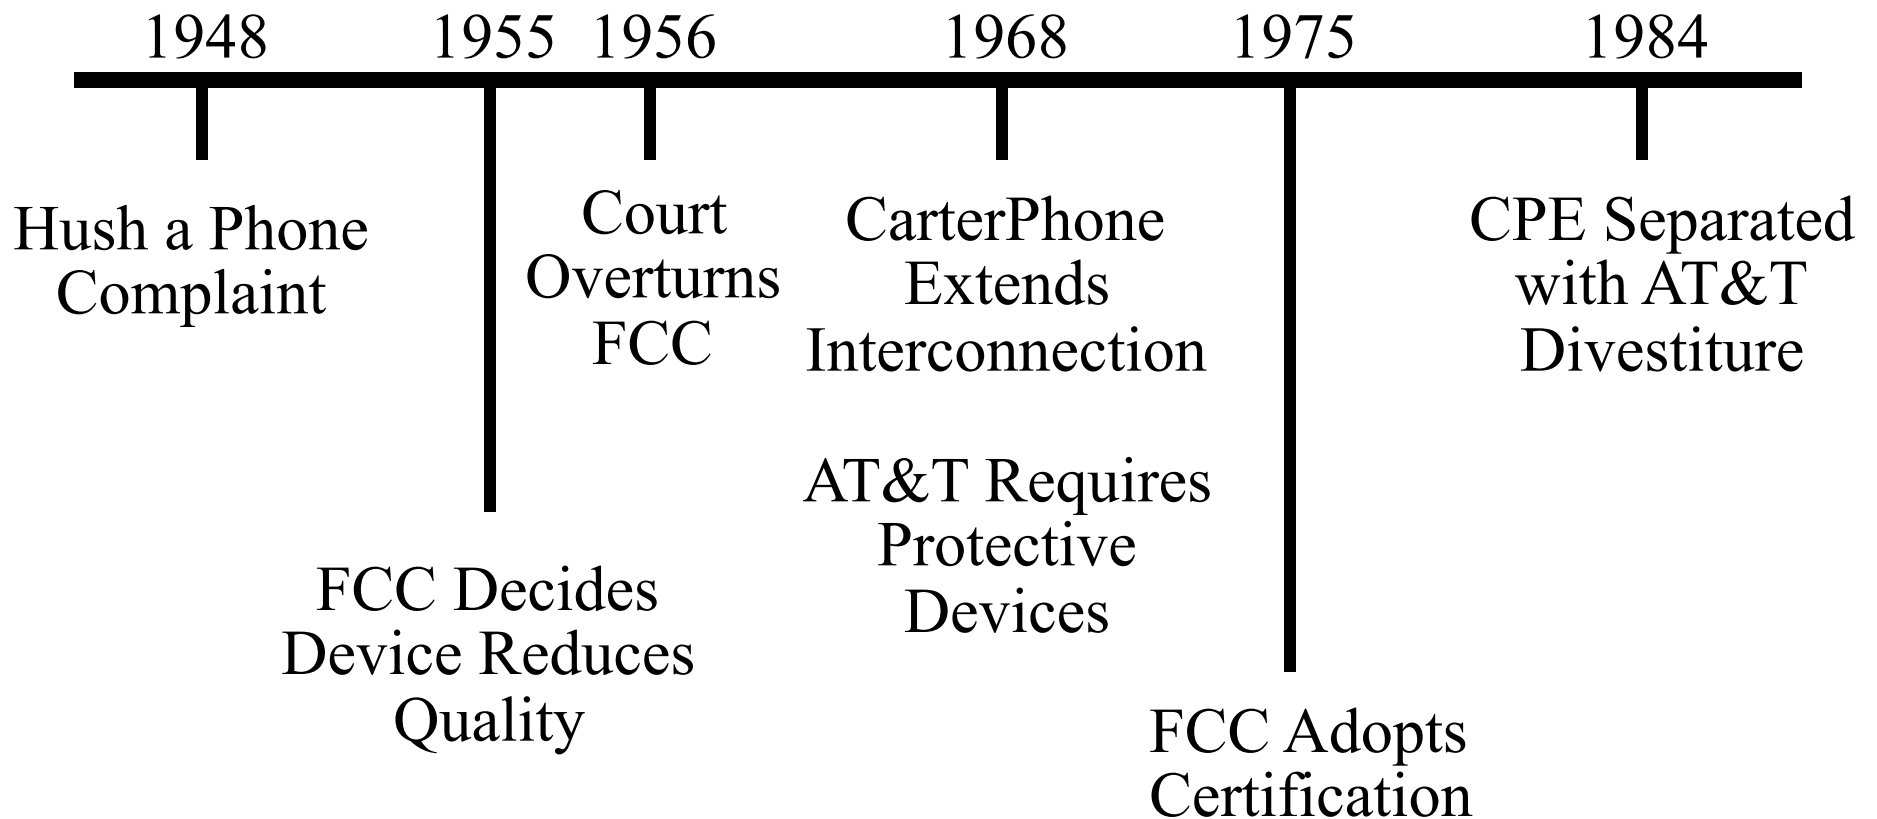 1948 1955 1956 1968 1975 1984
Hush a Phone
Complaint
FCC Decides
Device Reduces
Quality
Court
Overturns
FCC
CarterPhone
Extends
Interconnection
AT&T Requires
Protective
Devices
FCC Adopts
Certification
CPE Separated
with AT&T
Divestiture